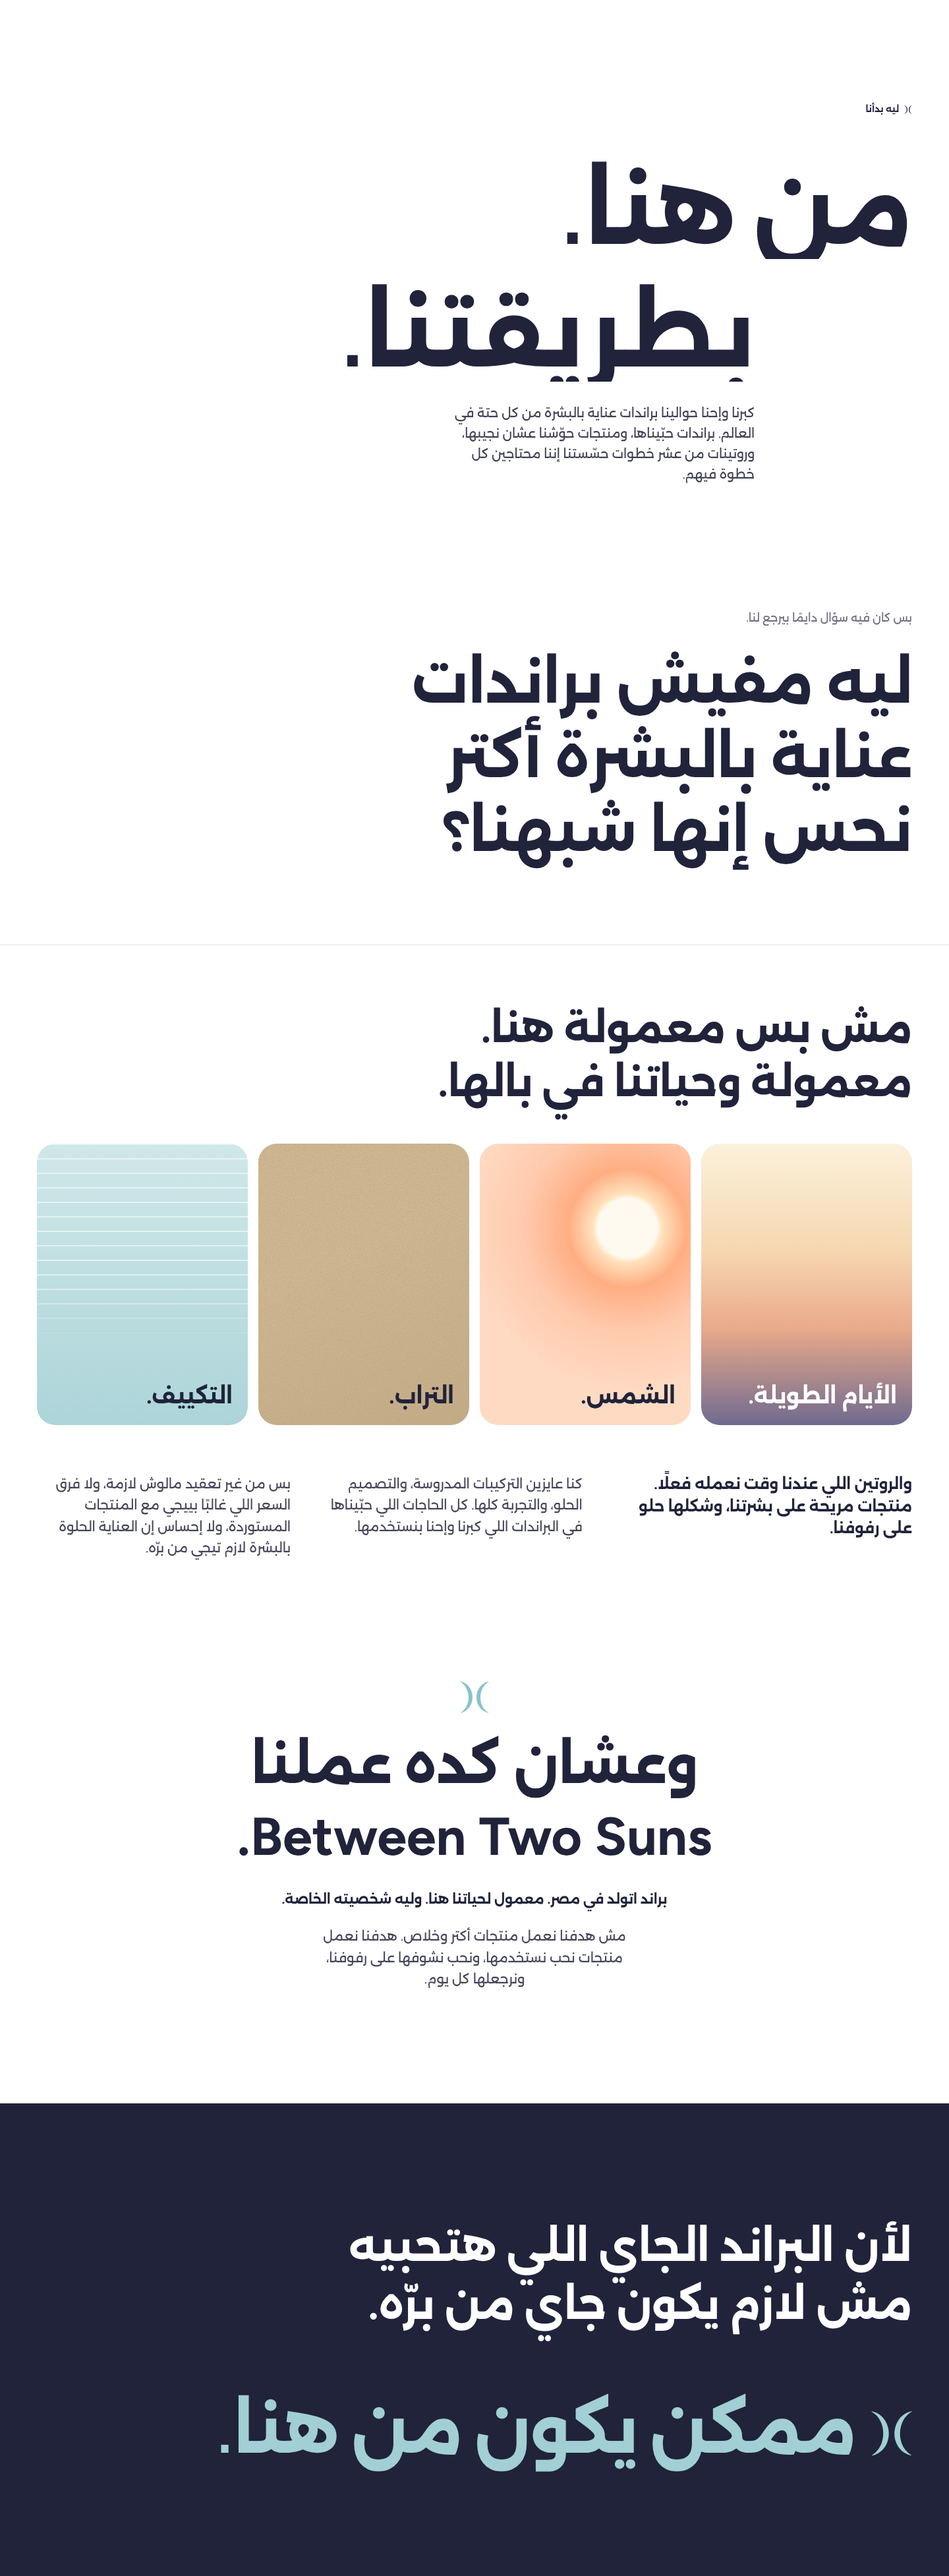 ليه بدأنا
من هنا.
بطريقتنا.
كبرنا وإحنا حوالينا براندات عناية بالبشرة من كل حتة في
العالم. براندات حبّيناها، ومنتجات حوّشنا عشان نجيبها،
وروتينات من عشر خطوات حسّستنا إننا محتاجين كل
خطوة فيهم.
بس كان فيه سؤال دايمًا بيرجع لنا.
ليه مفيش براندات
عناية بالبشرة أكتر
نحس إنها شبهنا؟
مش بس معمولة هنا.
معمولة وحياتنا في بالها.
الأيام الطويلة.
الشمس.
التراب.
التكييف.
والروتين اللي عندنا وقت نعمله فعلًا.
منتجات مريحة على بشرتنا، وشكلها حلو
على رفوفنا.
كنا عايزين التركيبات المدروسة، والتصميم
الحلو، والتجربة كلها. كل الحاجات اللي حبّيناها
في البراندات اللي كبرنا وإحنا بنستخدمها.
بس من غير تعقيد مالوش لازمة، ولا فرق
السعر اللي غالبًا بييجي مع المنتجات
المستوردة، ولا إحساس إن العناية الحلوة
بالبشرة لازم تيجي من برّه.
وعشان كده عملنا
Between Two Suns.
براند اتولد في مصر. معمول لحياتنا هنا. وليه شخصيته الخاصة.
مش هدفنا نعمل منتجات أكتر وخلاص. هدفنا نعمل
منتجات نحب نستخدمها، ونحب نشوفها على رفوفنا،
ونرجعلها كل يوم.
لأن البراند الجاي اللي هتحبيه
مش لازم يكون جاي من برّه.
ممكن يكون من هنا.